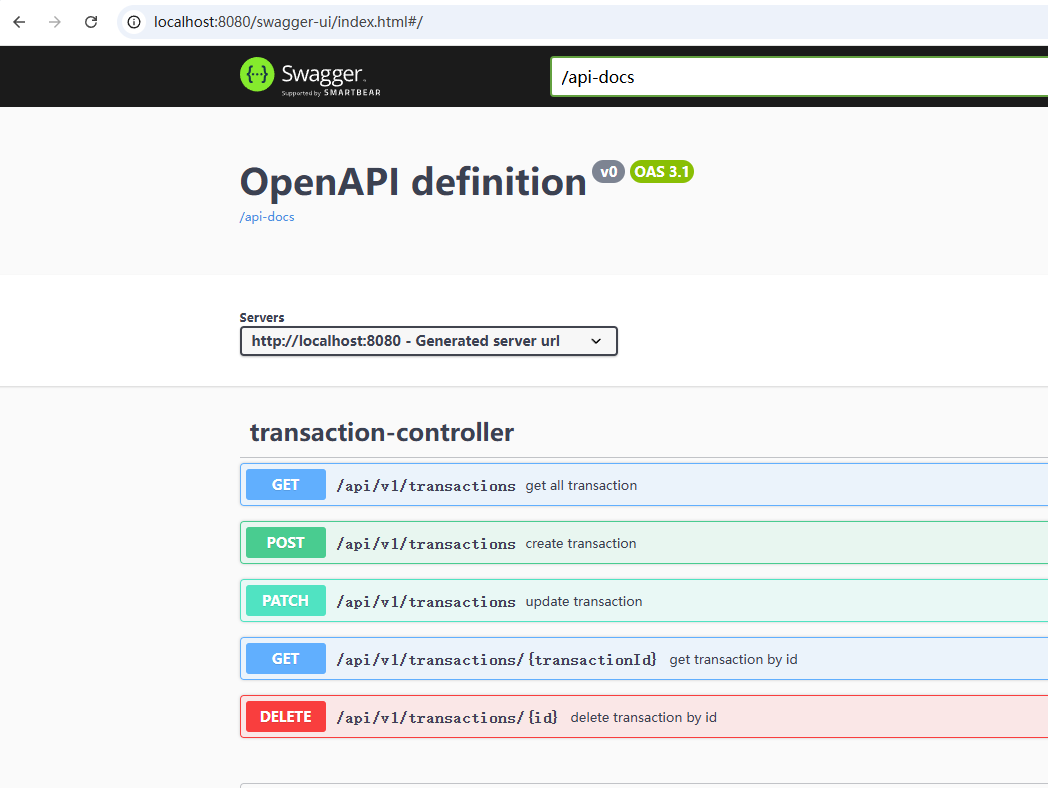 localhost:8080/swagger-ui/index.html#/
{···} Swagger. /api-docs
Supported by SMARTBEAR
OpenAPI definition v0 OAS 3.1
/api-docs
Servers
http://localhost:8080 - Generated server url
transaction-controller
GET /api/v1/transactions get all transaction
POST /api/v1/transactions create transaction
PATCH /api/v1/transactions update transaction
GET /api/v1/transactions/{transactionId} get transaction by id
DELETE /api/v1/transactions/{id} delete transaction by id